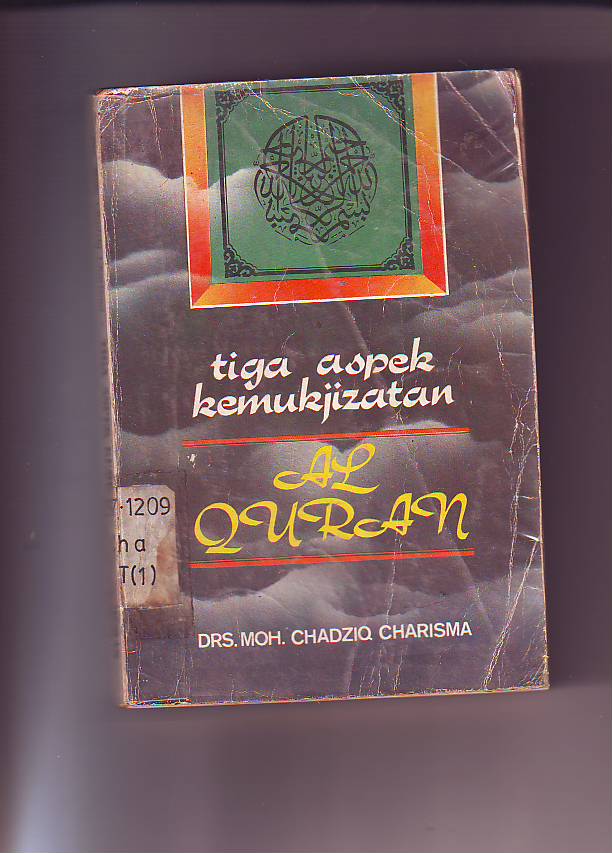 tiga aspek
kemukjizatan
AL
QURAN
-1209
ha
T(1)
DRS. MOH. CHADZIQ CHARISMA